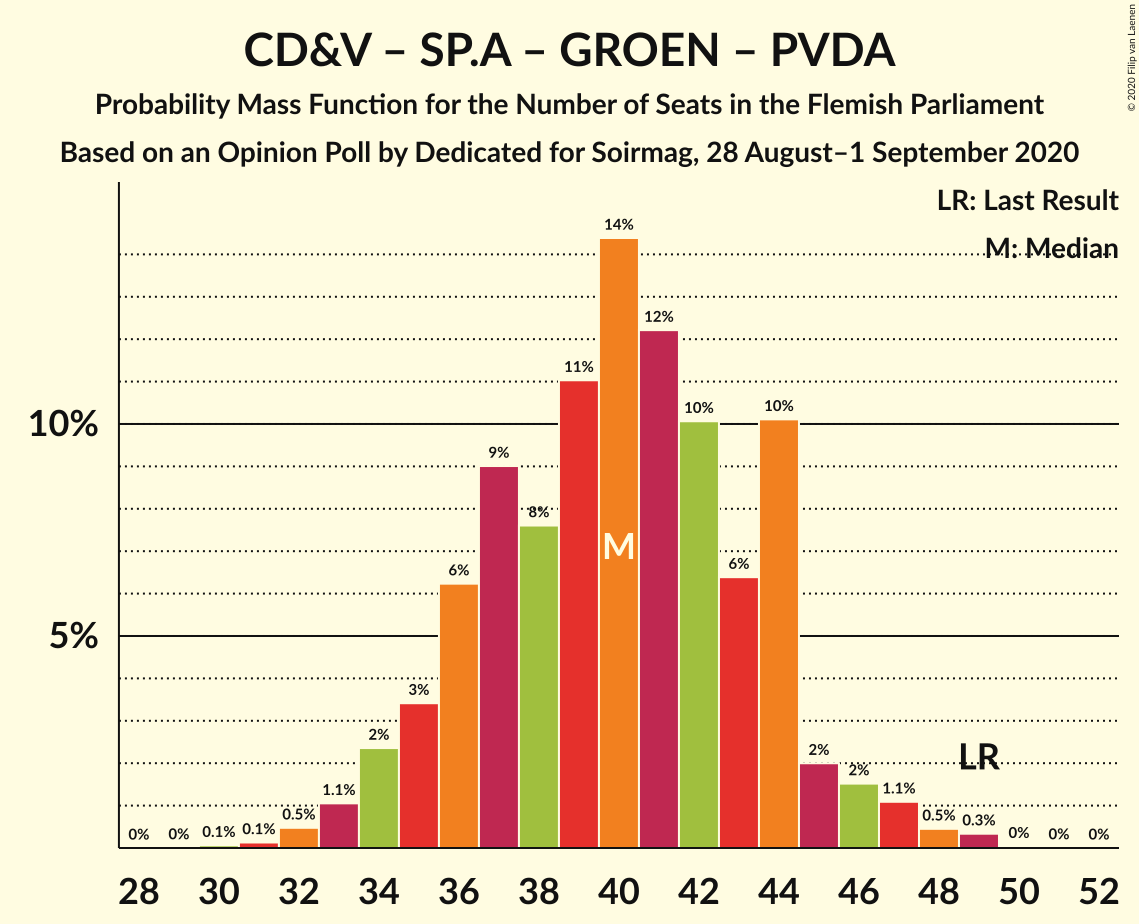 CD&V – SP.A – GROEN – PVDA
Probability Mass Function for the Number of Seats in the Flemish Parliament
Based on an Opinion Poll by Dedicated for Soirmag, 28 August–1 September 2020
© 2020 Filip van Laenen
LR: Last Result
M: Median
10%
5%
0% 0% 0.1% 0.1% 0.5% 1.1% 2% 3% 6% 9% 8% 11% 14% 12% 10% 6% 10% 2% 2% 1.1% 0.5% 0.3% 0% 0% 0%
M
LR
28 30 32 34 36 38 40 42 44 46 48 50 52